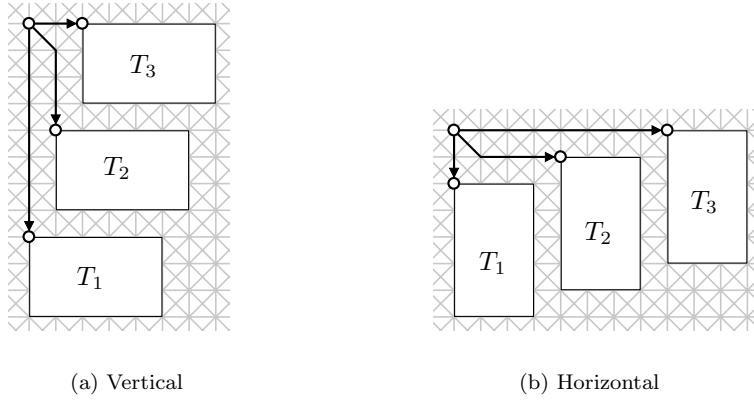 T₃
T₂
T₁
(a) Vertical
T₁
T₂
T₃
(b) Horizontal